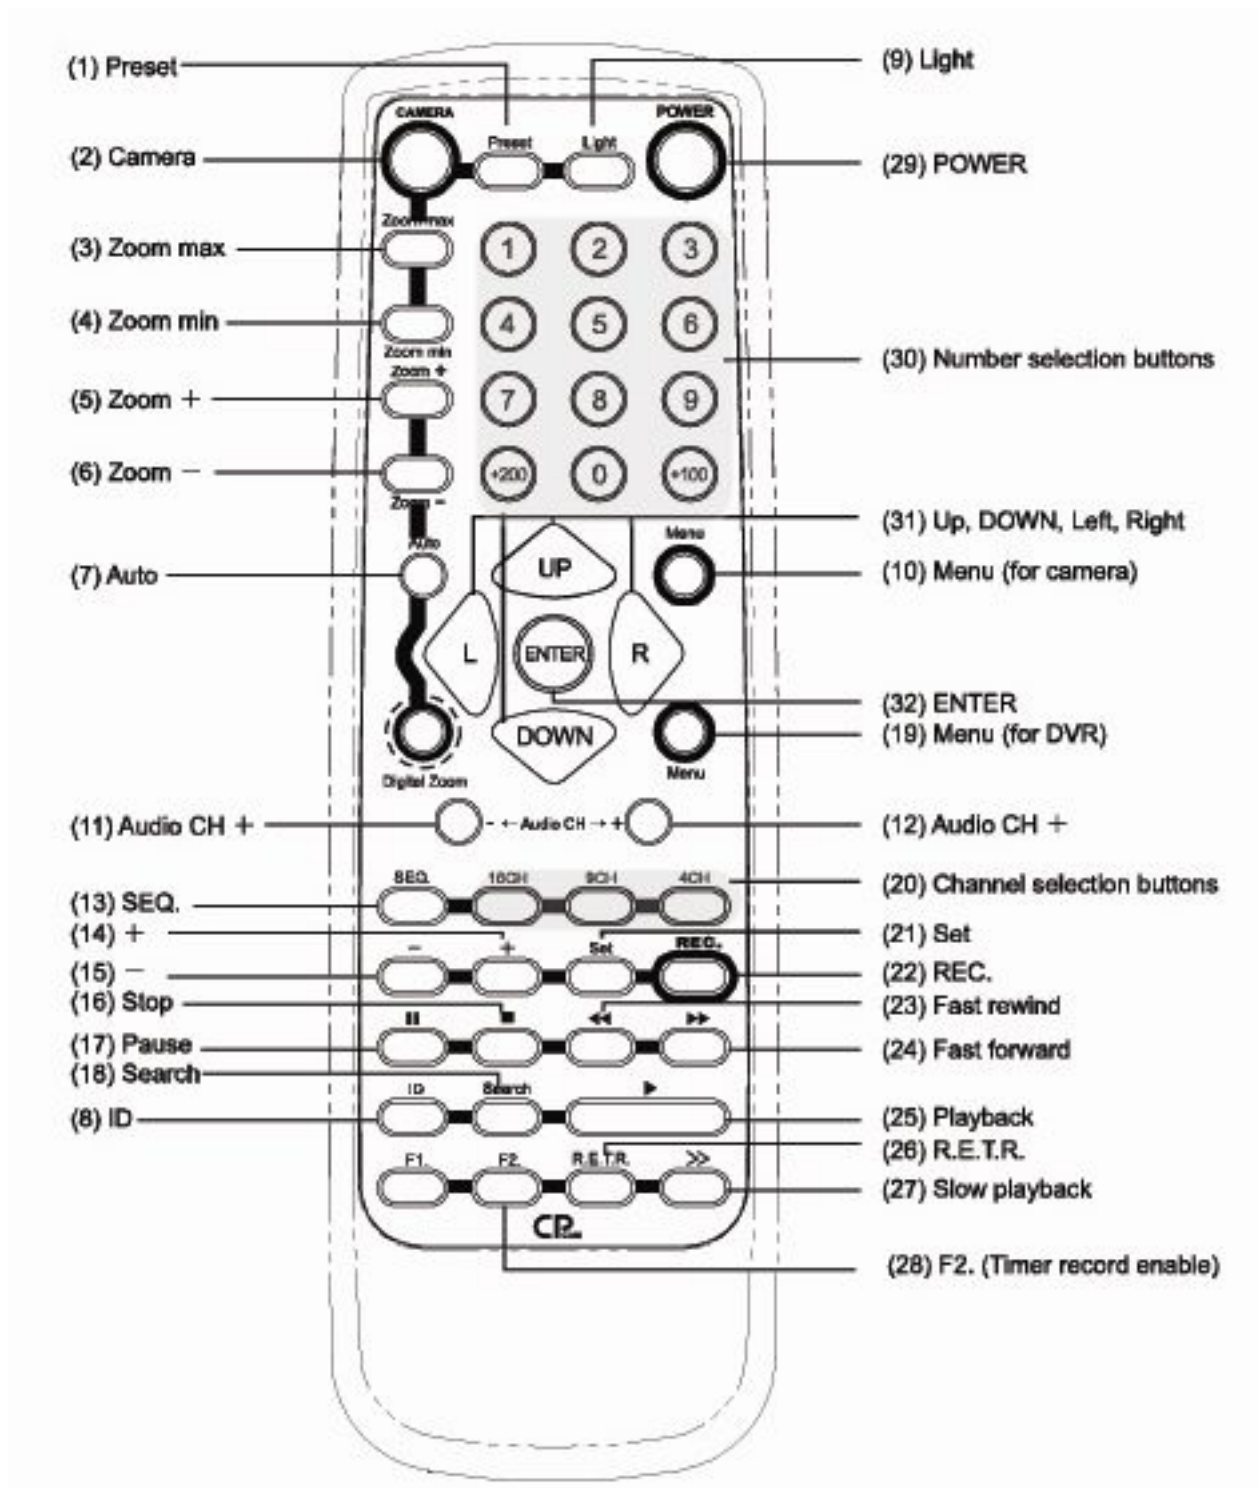 (1) Preset
(9) Light
CAMERA
POWER
Preset
Light
(2) Camera
(29) POWER
Zoom max
(3) Zoom max
1 2 3
(4) Zoom min
4 5 6
Zoom min
Zoom +
(30) Number selection buttons
(5) Zoom +
7 8 9
(6) Zoom −
+200 0 +100
Zoom −
(31) Up, DOWN, Left, Right
Menu
Auto
(7) Auto
UP
(10) Menu (for camera)
L ENTER R
(32) ENTER
DOWN
(19) Menu (for DVR)
Digital Zoom
Menu
(11) Audio CH +
- ←Audio CH → +
(12) Audio CH +
SEQ. 16CH 9CH 4CH
(20) Channel selection buttons
(13) SEQ.
(14) +
(21) Set
− + Set REC.
(15) −
(22) REC.
(16) Stop
(23) Fast rewind
(17) Pause
(24) Fast forward
(18) Search
ID Search
(8) ID
(25) Playback
(26) R.E.T.R.
F1. F2. R.E.T.R. >>
(27) Slow playback
(28) F2. (Timer record enable)